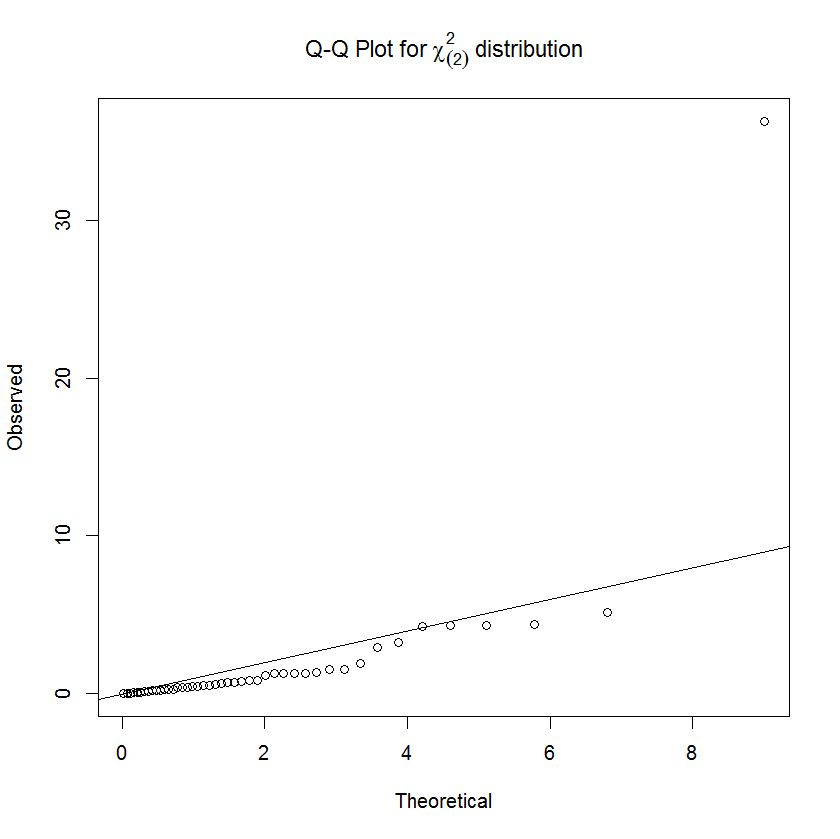 Q-Q Plot for χ²₍₂₎ distribution
Observed
30
20
10
0
0 2 4 6 8
Theoretical